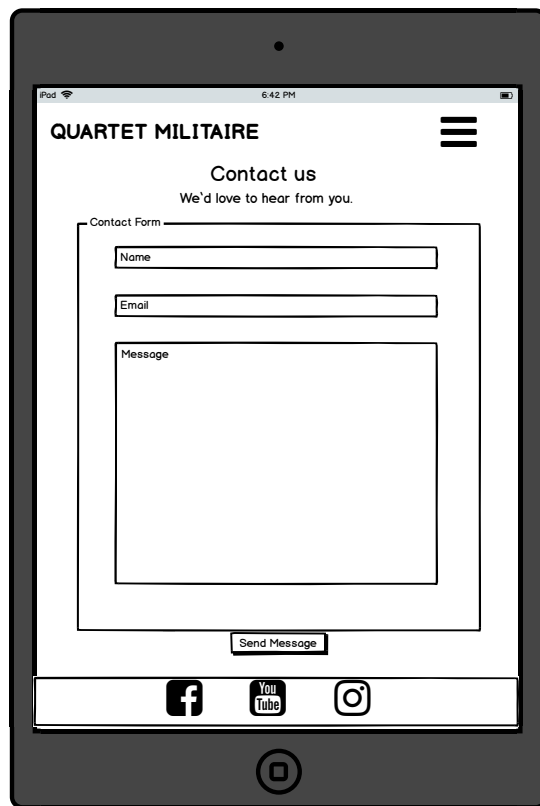 iPad 6:42 PM
QUARTET MILITAIRE
Contact us
We'd love to hear from you.
Contact Form
Name
Email
Message
Send Message
You
Tube